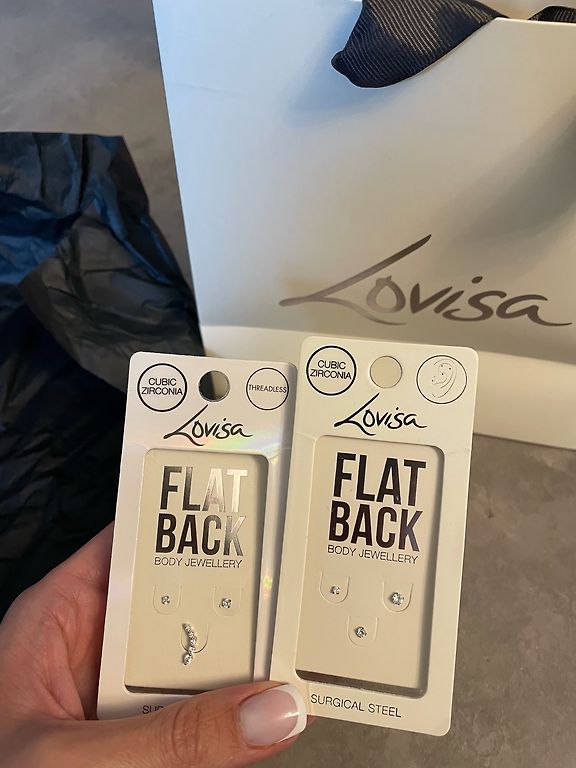 Lovisa
CUBIC
ZIRCONIA
THREADLESS
Lovisa
FLAT
BACK
BODY JEWELLERY
CUBIC
ZIRCONIA
Lovisa
FLAT
BACK
BODY JEWELLERY
SURGICAL STEEL